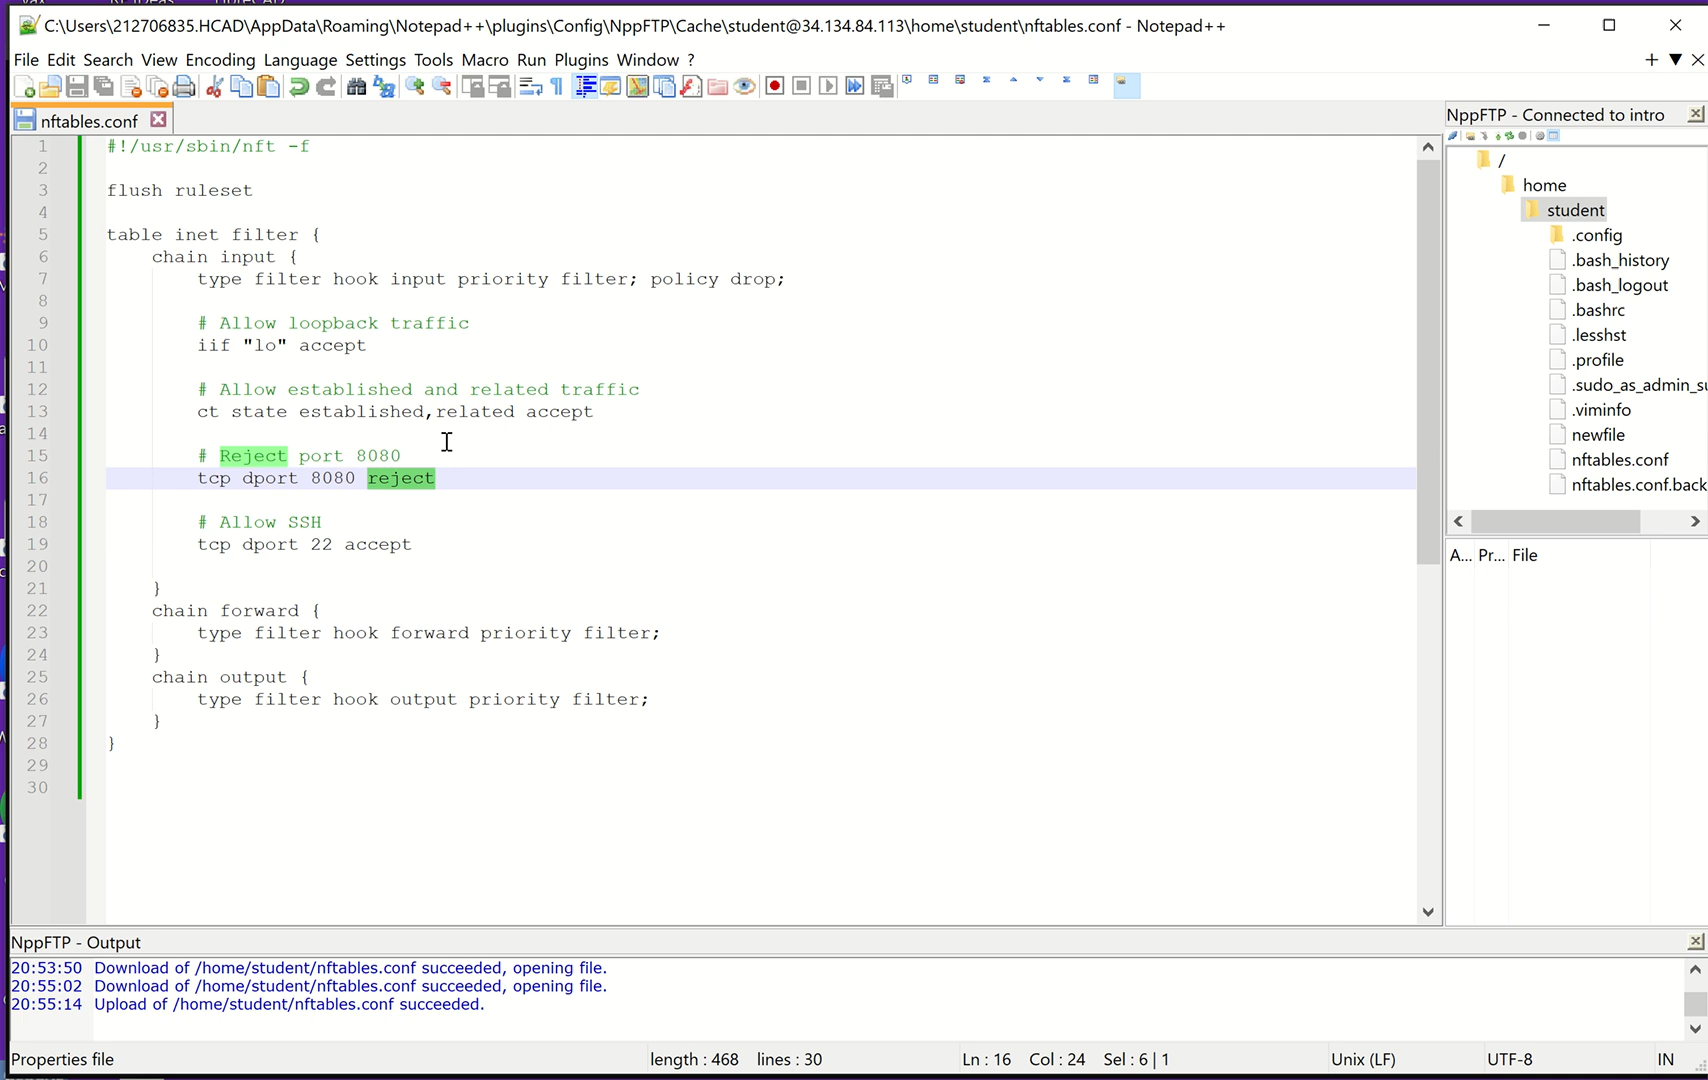 C:\Users\212706835.HCAD\AppData\Roaming\Notepad++\plugins\Config\NppFTP\Cache\student@34.134.84.113\home\student\nftables.conf - Notepad++
File Edit Search View Encoding Language Settings Tools Macro Run Plugins Window ?
nftables.conf
NppFTP - Connected to intro
1 #!/usr/sbin/nft -f
2
3 flush ruleset
4
5 table inet filter {
6 chain input {
7 type filter hook input priority filter; policy drop;
8
9 # Allow loopback traffic
10 iif "lo" accept
11
12 # Allow established and related traffic
13 ct state established,related accept
14
15 # Reject port 8080
16 tcp dport 8080 reject
17
18 # Allow SSH
19 tcp dport 22 accept
20
21 }
22 chain forward {
23 type filter hook forward priority filter;
24 }
25 chain output {
26 type filter hook output priority filter;
27 }
28 }
29
30
/
home
student
.config
.bash_history
.bash_logout
.bashrc
.lesshst
.profile
.sudo_as_admin_su
.viminfo
newfile
nftables.conf
nftables.conf.back
A... Pr... File
NppFTP - Output
20:53:50 Download of /home/student/nftables.conf succeeded, opening file.
20:55:02 Download of /home/student/nftables.conf succeeded, opening file.
20:55:14 Upload of /home/student/nftables.conf succeeded.
Properties file length : 468 lines : 30 Ln : 16 Col : 24 Sel : 6 | 1 Unix (LF) UTF-8 IN